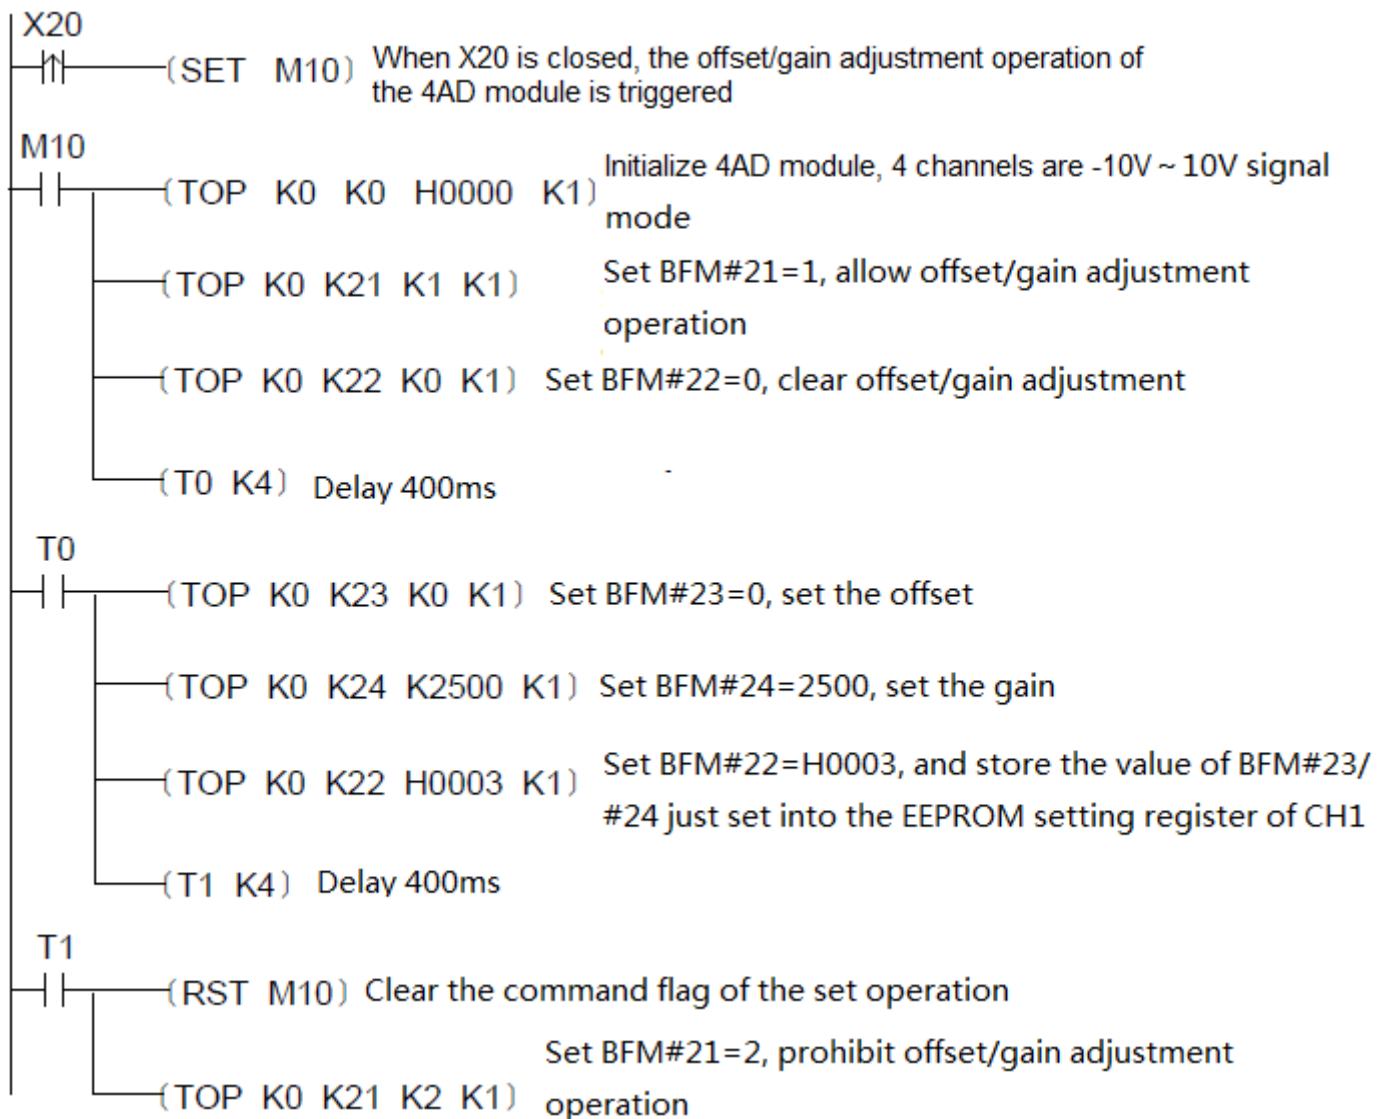 X20
(SET M10) When X20 is closed, the offset/gain adjustment operation of
the 4AD module is triggered
M10
(TOP K0 K0 H0000 K1) Initialize 4AD module, 4 channels are -10V ~ 10V signal
mode
(TOP K0 K21 K1 K1) Set BFM#21=1, allow offset/gain adjustment
operation
(TOP K0 K22 K0 K1) Set BFM#22=0, clear offset/gain adjustment
(T0 K4) Delay 400ms
T0
(TOP K0 K23 K0 K1) Set BFM#23=0, set the offset
(TOP K0 K24 K2500 K1) Set BFM#24=2500, set the gain
(TOP K0 K22 H0003 K1) Set BFM#22=H0003, and store the value of BFM#23/
#24 just set into the EEPROM setting register of CH1
(T1 K4) Delay 400ms
T1
(RST M10) Clear the command flag of the set operation
(TOP K0 K21 K2 K1) Set BFM#21=2, prohibit offset/gain adjustment
operation